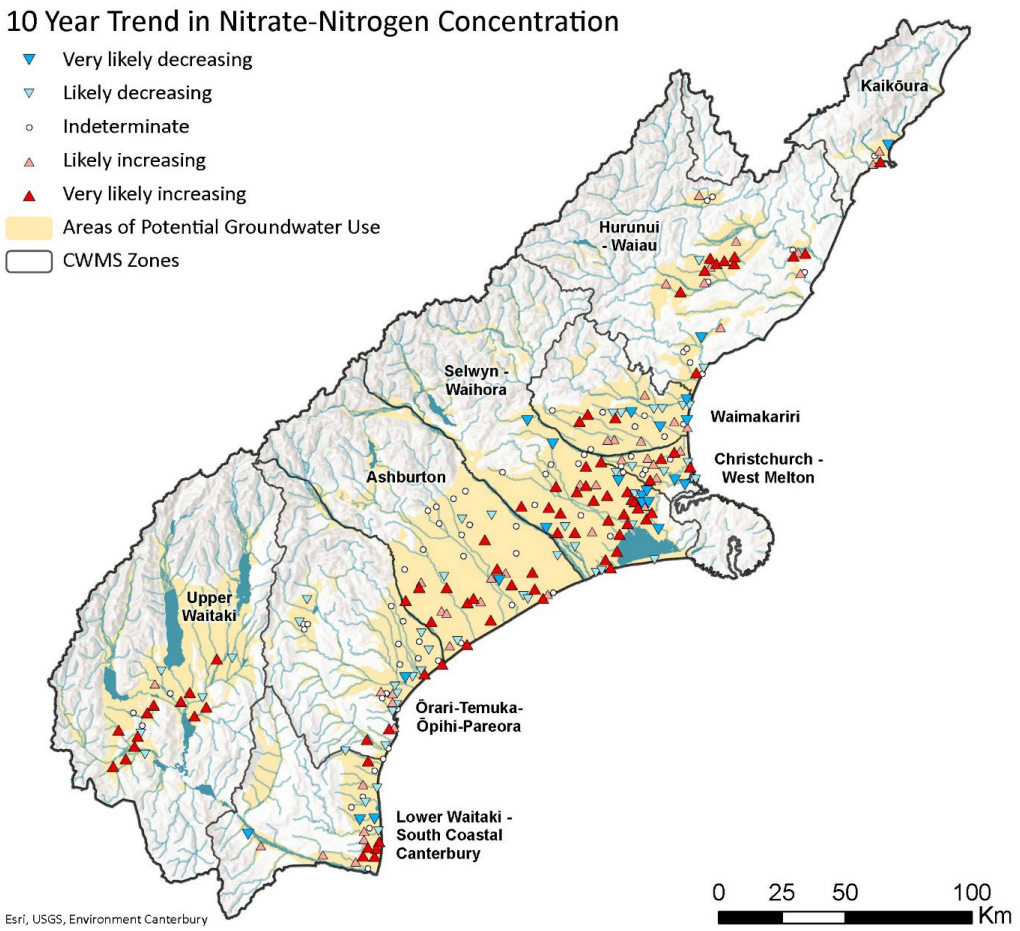 10 Year Trend in Nitrate-Nitrogen Concentration
Very likely decreasing
Likely decreasing
Indeterminate
Likely increasing
Very likely increasing
Areas of Potential Groundwater Use
CWMS Zones
Kaikōura
Hurunui
- Waiau
Selwyn -
Waihora
Waimakariri
Christchurch -
West Melton
Ashburton
Upper
Waitaki
Ōrari-Temuka-
Ōpihi-Pareora
Lower Waitaki -
South Coastal
Canterbury
0 25 50 100
Km
Esri, USGS, Environment Canterbury